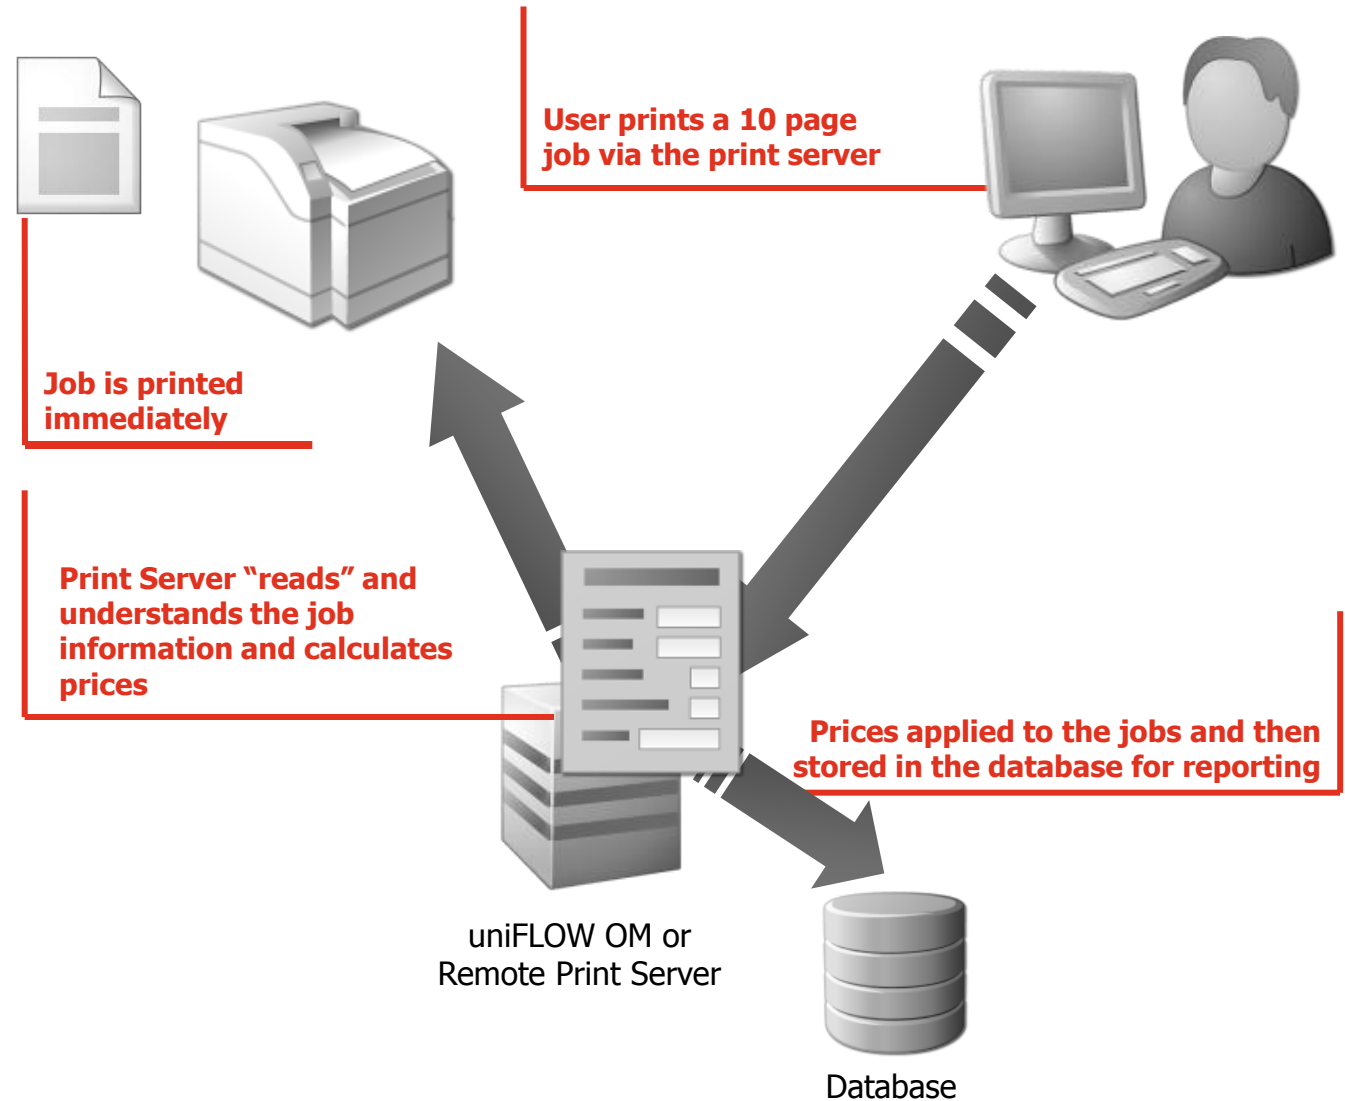 User prints a 10 page
job via the print server
Job is printed
immediately
Print Server “reads” and
understands the job
information and calculates
prices
Prices applied to the jobs and then
stored in the database for reporting
uniFLOW OM or
Remote Print Server
Database